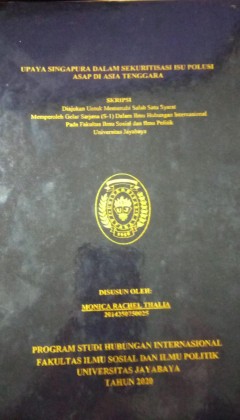 UPAYA SINGAPURA DALAM SEKURITISASI ISU POLUSI
ASAP DI ASIA TENGGARA
SKRIPSI
Diajukan Untuk Memenuhi Salah Satu Syarat
Memperoleh Gelar Sarjana (S-1) Dalam Ilmu Hubungan Internasional
Pada Fakultas Ilmu Sosial dan Ilmu Politik
Universitas Jayabaya
DISUSUN OLEH:
MONICA RACHEL THALIA
2014350750025
PROGRAM STUDI HUBUNGAN INTERNASIONAL
FAKULTAS ILMU SOSIAL DAN ILMU POLITIK
UNIVERSITAS JAYABAYA
TAHUN 2020